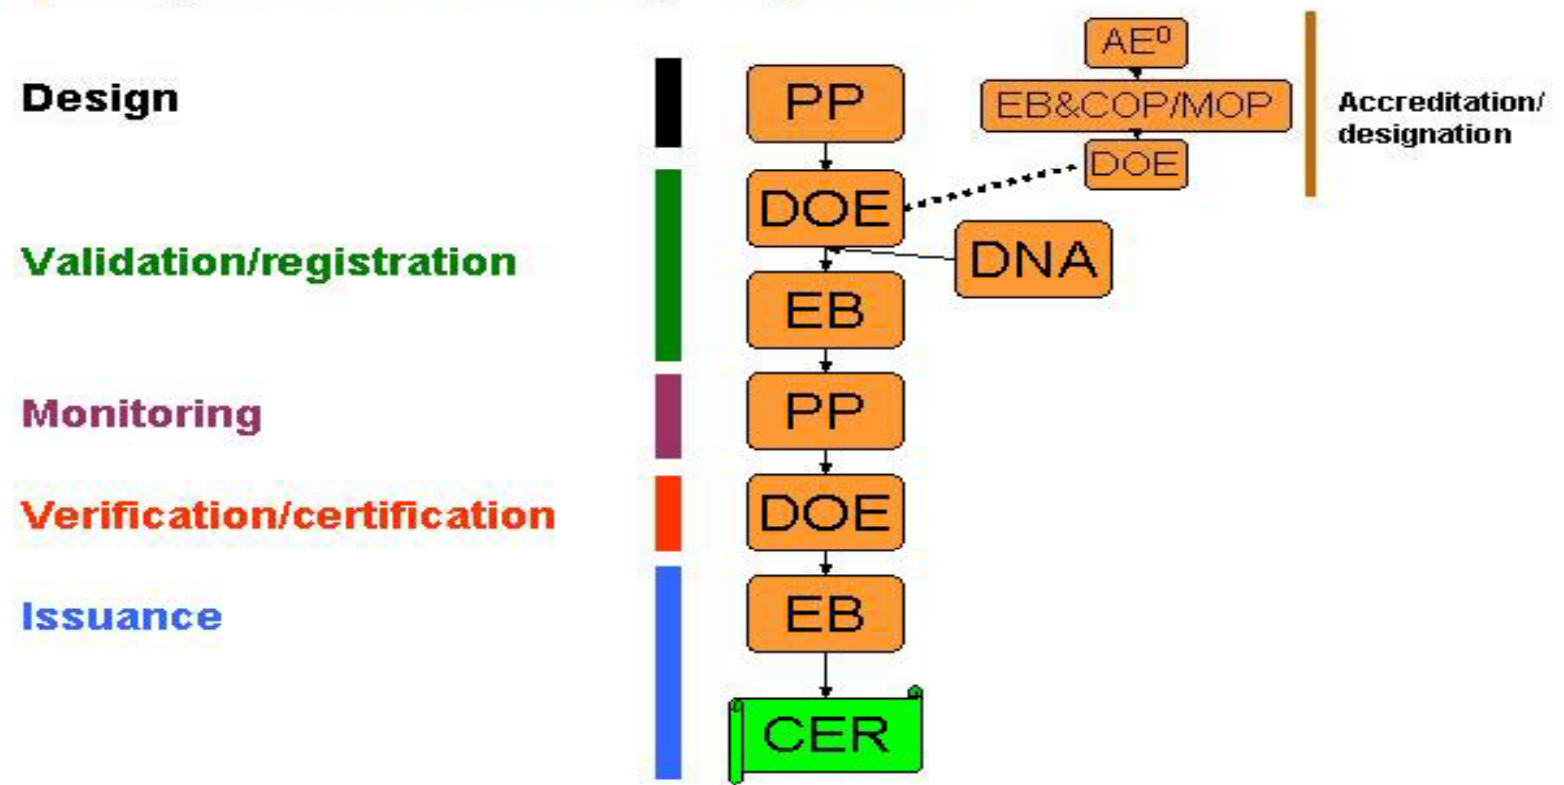 AE⁰
Design
PP
EB&COP/MOP
Accreditation/
designation
DOE
DOE
Validation/registration
DNA
EB
Monitoring
PP
Verification/certification
DOE
Issuance
EB
CER